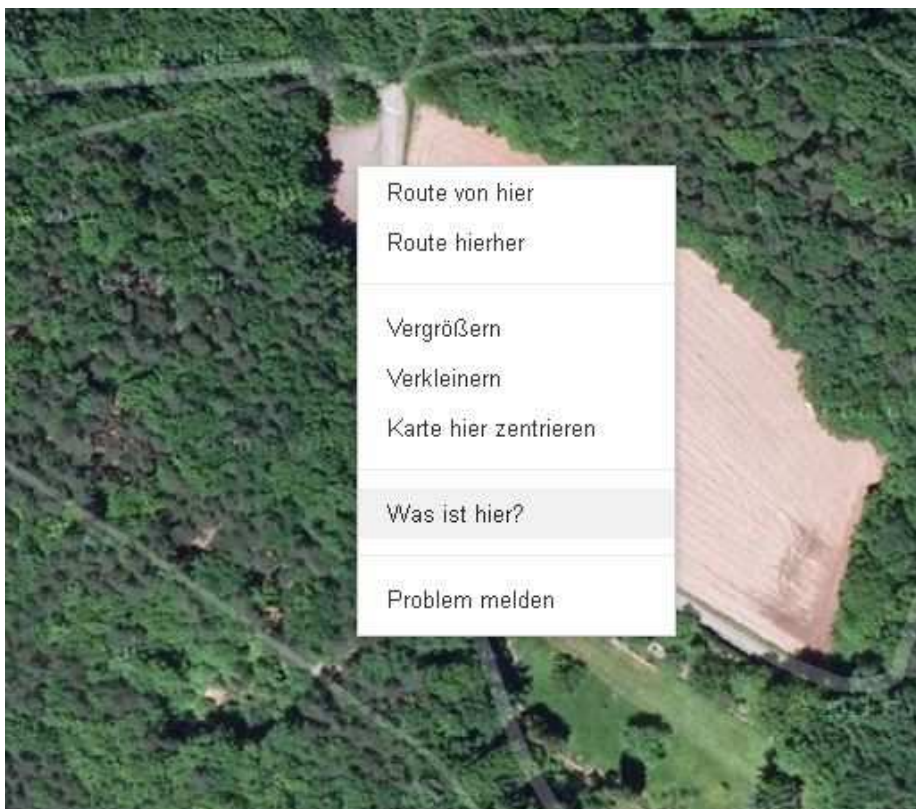 Route von hier
Route hierher
Vergrößern
Verkleinern
Karte hier zentrieren
Was ist hier?
Problem melden